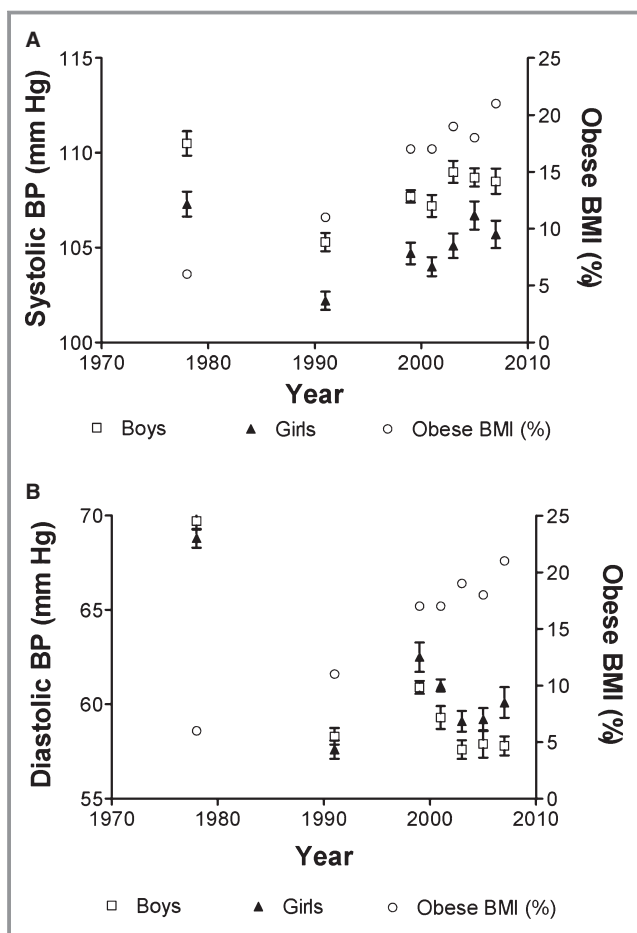 A
Systolic BP (mm Hg)
115
110
105
100
25
20
15
10
5
0
Obese BMI (%)
1970 1980 1990 2000 2010
Year
Boys Girls Obese BMI (%)
B
Diastolic BP (mm Hg)
70
65
60
55
25
20
15
10
5
0
Obese BMI (%)
1970 1980 1990 2000 2010
Year
Boys Girls Obese BMI (%)